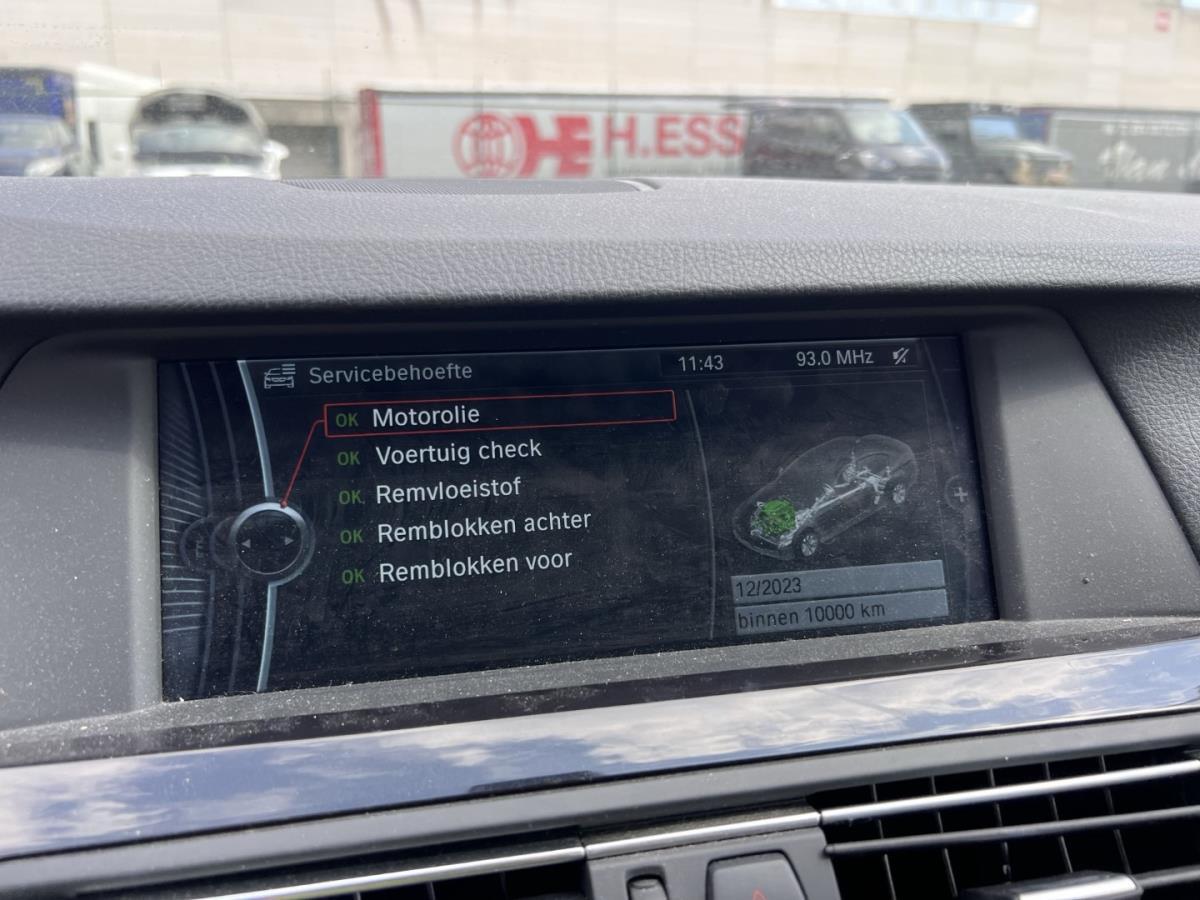 H.ESS
Servicebehoefte
11:43
93.0 MHz
OK Motorolie
OK Voertuig check
OK Remvloeistof
OK Remblokken achter
OK Remblokken voor
12/2023
binnen 10000 km